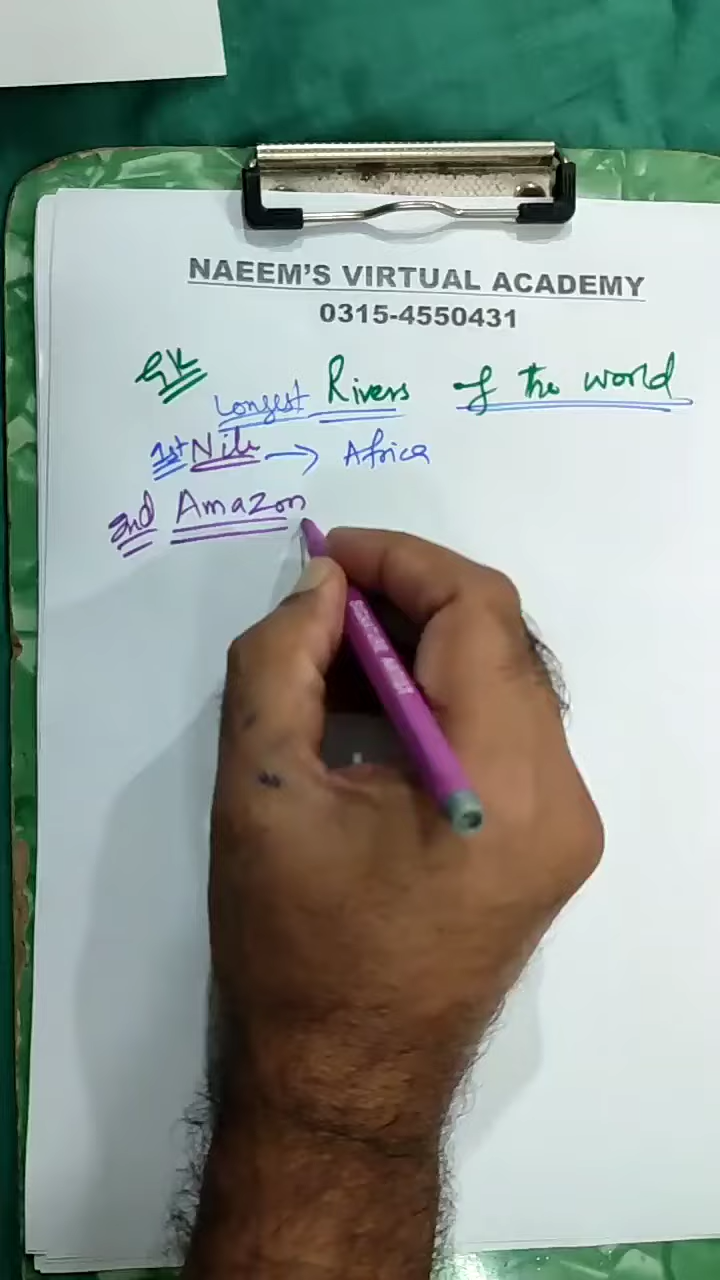 NAEEM'S VIRTUAL ACADEMY
0315-4550431
GK
Longest Rivers of the world
1st Nile → Africa
2nd Amazon